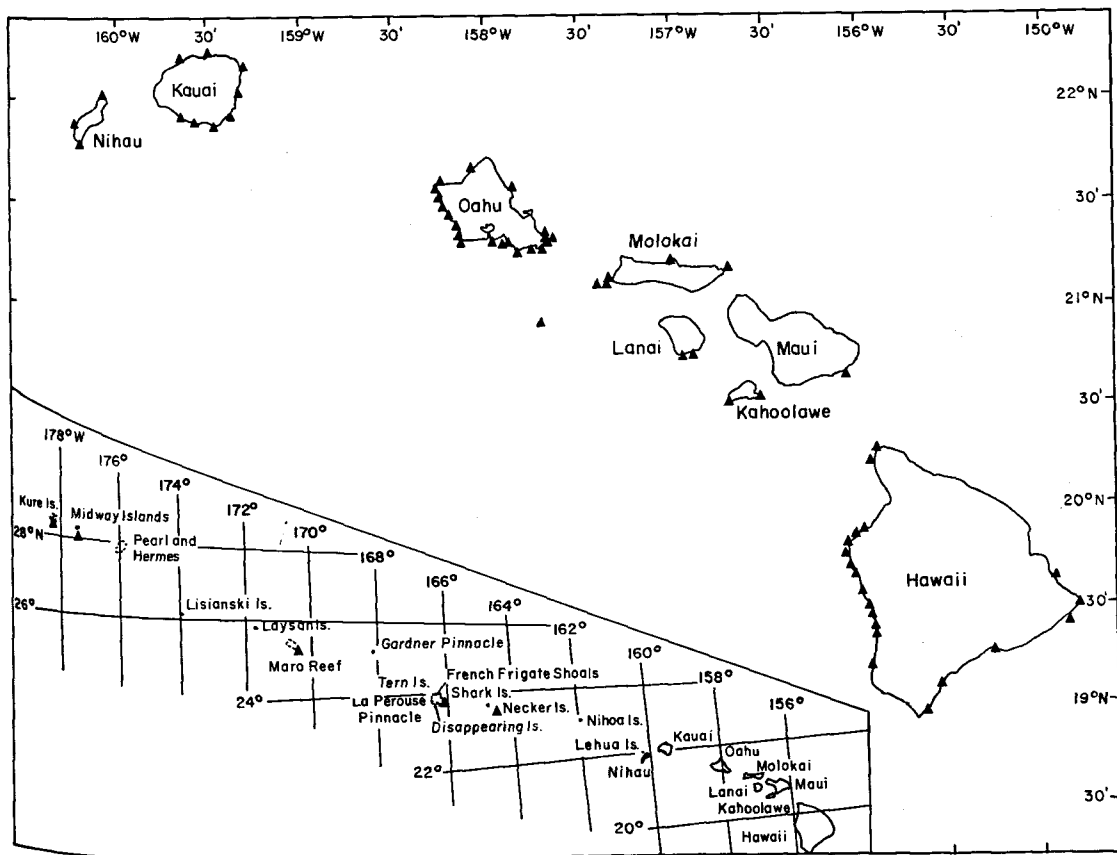 160°W 30' 159°W 30' 158°W 30' 157°W 30' 156°W 30' 150°W
Kauai
22°N
Nihau
30'
Oahu
Molokai
21°N
Lanai
Maui
30'
Kahoolawe
178°W
176°
174°
172°
170°
168°
166°
164°
162°
160°
158°
156°
20°N
Kure Is.
Midway Islands
28°N
Pearl and
Hermes
Hawaii
30'
26°
Lisianski Is.
Laysan Is.
Gardner Pinnacle
Maro Reef
French Frigate Shoals
Tern Is.
Shark Is.
24°
La Perouse
Pinnacle
Necker Is.
19°N
Disappearing Is.
Nihoa Is.
Lehua Is.
Kauai
Oahu
22°
Nihau
Molokai
Lanai
Maui
30'
Kahoolawe
20°
Hawaii